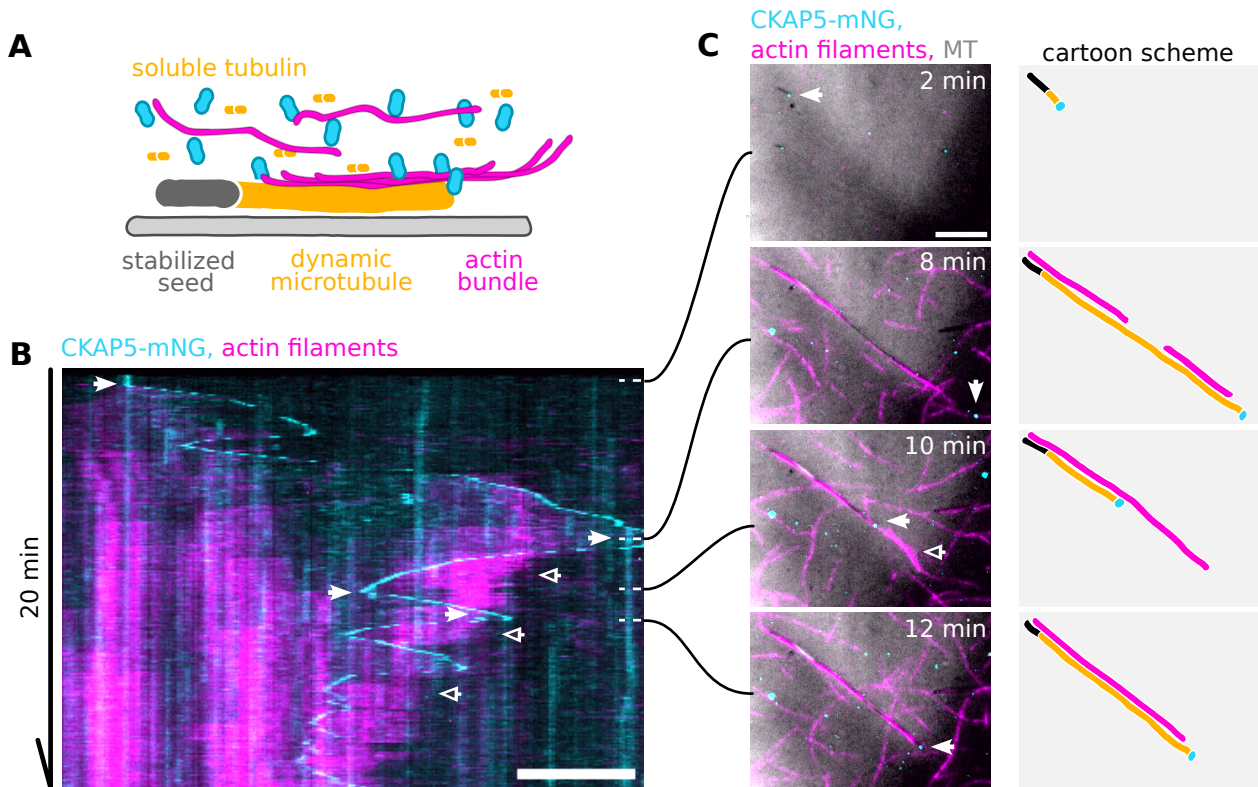 A
soluble tubulin
stabilized
seed
dynamic
microtubule
actin
bundle
B
CKAP5-mNG, actin filaments
20 min
C
CKAP5-mNG,
actin filaments, MT
cartoon scheme
2 min
8 min
10 min
12 min